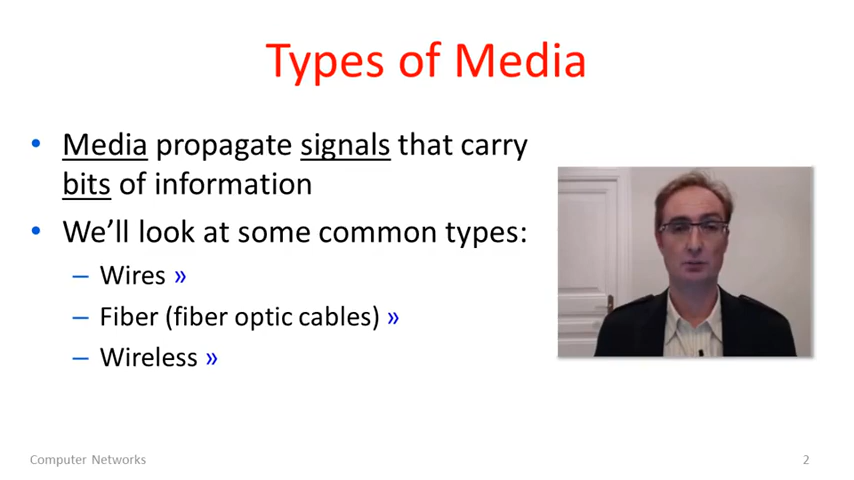 Types of Media
• Media propagate signals that carry
bits of information
• We’ll look at some common types:
– Wires »
– Fiber (fiber optic cables) »
– Wireless »
Computer Networks
2